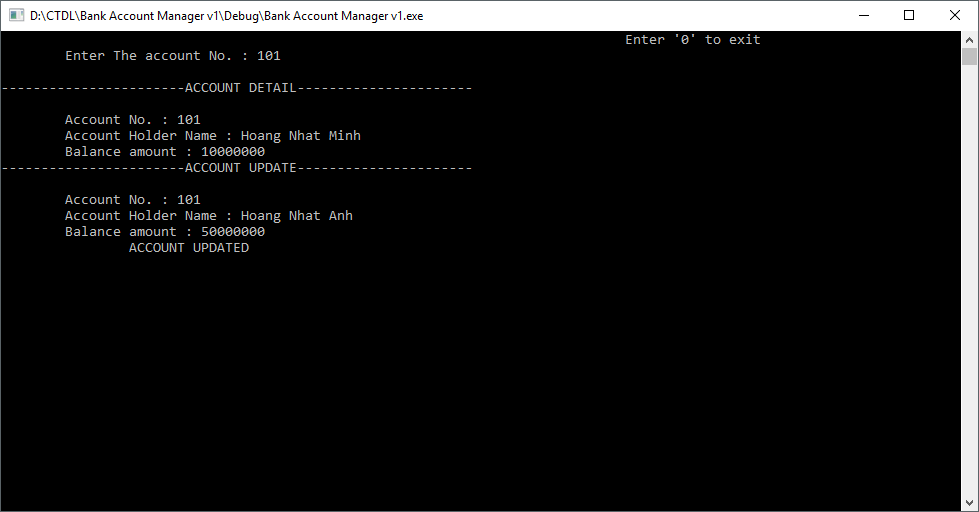 D:\CTDL\Bank Account Manager v1\Debug\Bank Account Manager v1.exe
Enter '0' to exit
Enter The account No. : 101
-----------------------ACCOUNT DETAIL----------------------
Account No. : 101
Account Holder Name : Hoang Nhat Minh
Balance amount : 10000000
-----------------------ACCOUNT UPDATE----------------------
Account No. : 101
Account Holder Name : Hoang Nhat Anh
Balance amount : 50000000
ACCOUNT UPDATED